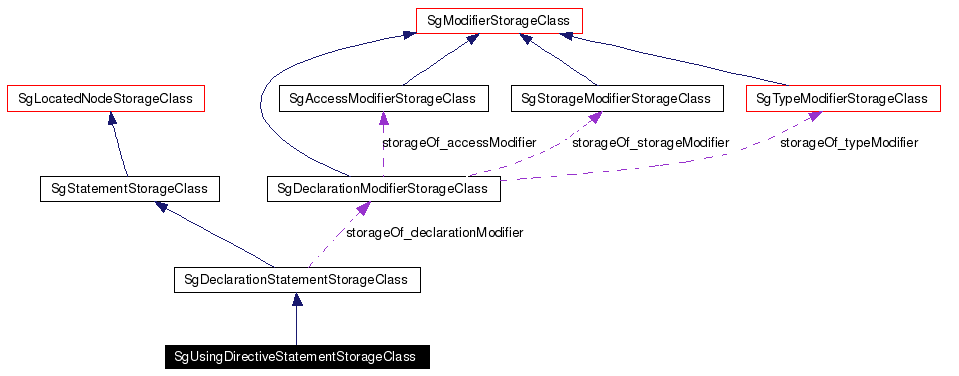 SgModifierStorageClass
SgLocatedNodeStorageClass
SgAccessModifierStorageClass
SgStorageModifierStorageClass
SgTypeModifierStorageClass
storageOf_accessModifier
storageOf_storageModifier
storageOf_typeModifier
SgStatementStorageClass
SgDeclarationModifierStorageClass
storageOf_declarationModifier
SgDeclarationStatementStorageClass
SgUsingDirectiveStatementStorageClass